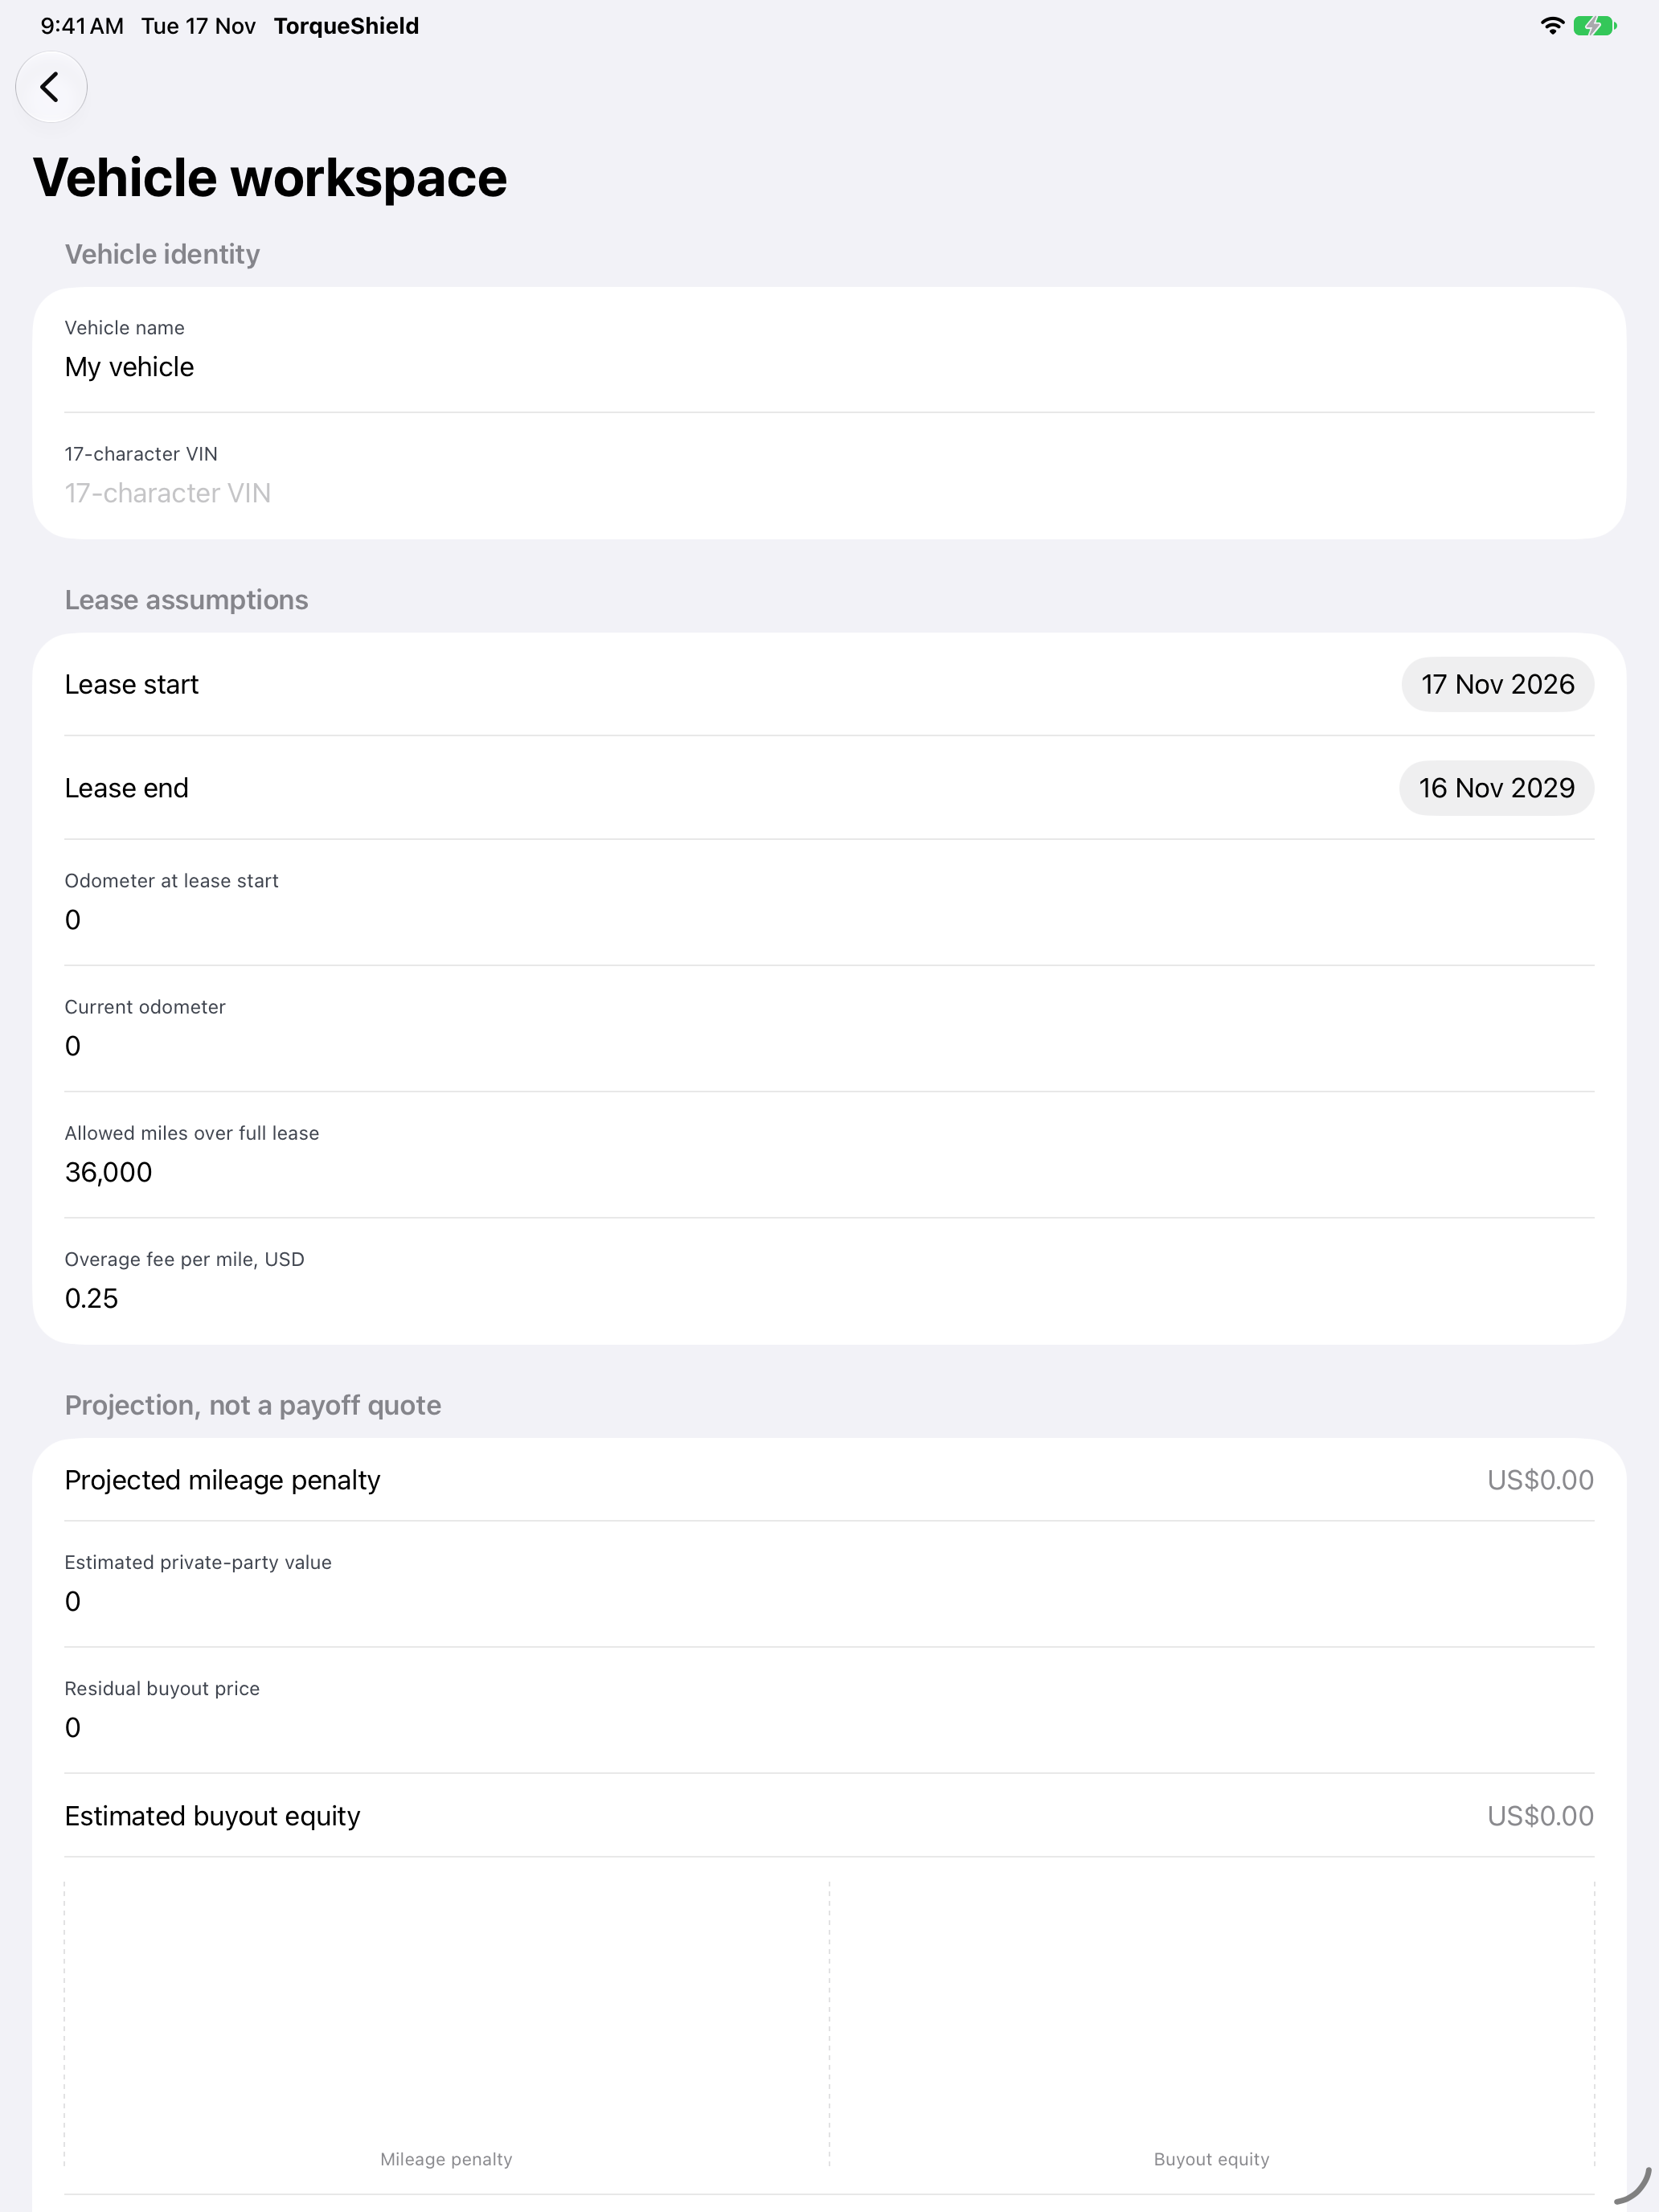 9:41 AM Tue 17 Nov TorqueShield
Vehicle workspace
Vehicle identity
Vehicle name
My vehicle
17-character VIN
17-character VIN
Lease assumptions
Lease start 17 Nov 2026
Lease end 16 Nov 2029
Odometer at lease start
0
Current odometer
0
Allowed miles over full lease
36,000
Overage fee per mile, USD
0.25
Projection, not a payoff quote
Projected mileage penalty US$0.00
Estimated private-party value
0
Residual buyout price
0
Estimated buyout equity US$0.00
Mileage penalty Buyout equity